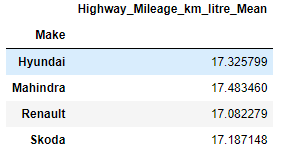 Highway_Mileage_km_litre_Mean
Make
Hyundai 17.325799
Mahindra 17.483460
Renault 17.082279
Skoda 17.187148